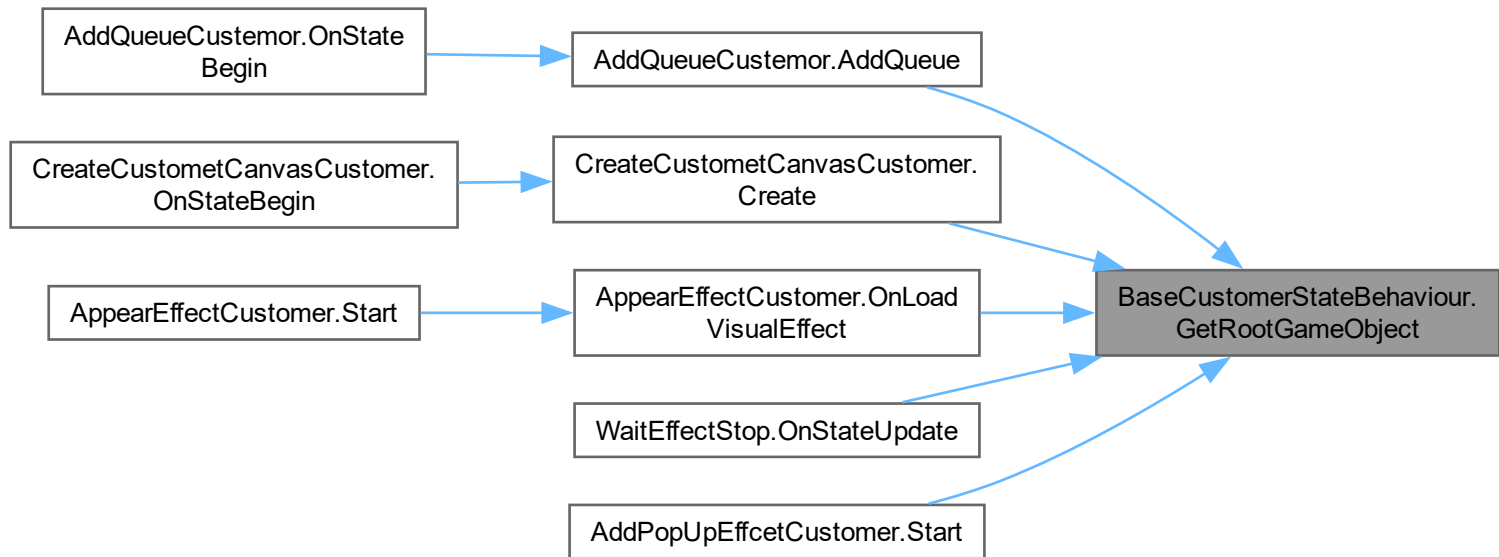 AddQueueCustemor.OnState
Begin
AddQueueCustemor.AddQueue
CreateCustometCanvasCustomer.
OnStateBegin
CreateCustometCanvasCustomer.
Create
AppearEffectCustomer.Start
AppearEffectCustomer.OnLoad
VisualEffect
BaseCustomerStateBehaviour.
GetRootGameObject
WaitEffectStop.OnStateUpdate
AddPopUpEffcetCustomer.Start